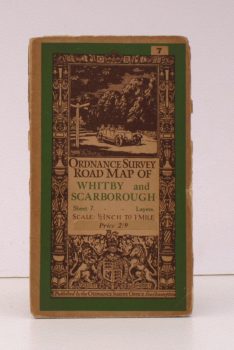 7
ORDNANCE SURVEY
ROAD MAP OF
WHITBY and
SCARBOROUGH
Sheet 7. Layers.
SCALE ½ INCH TO 1 MILE
Price 2/9
Published by the ORDNANCE SURVEY OFFICE, Southampton